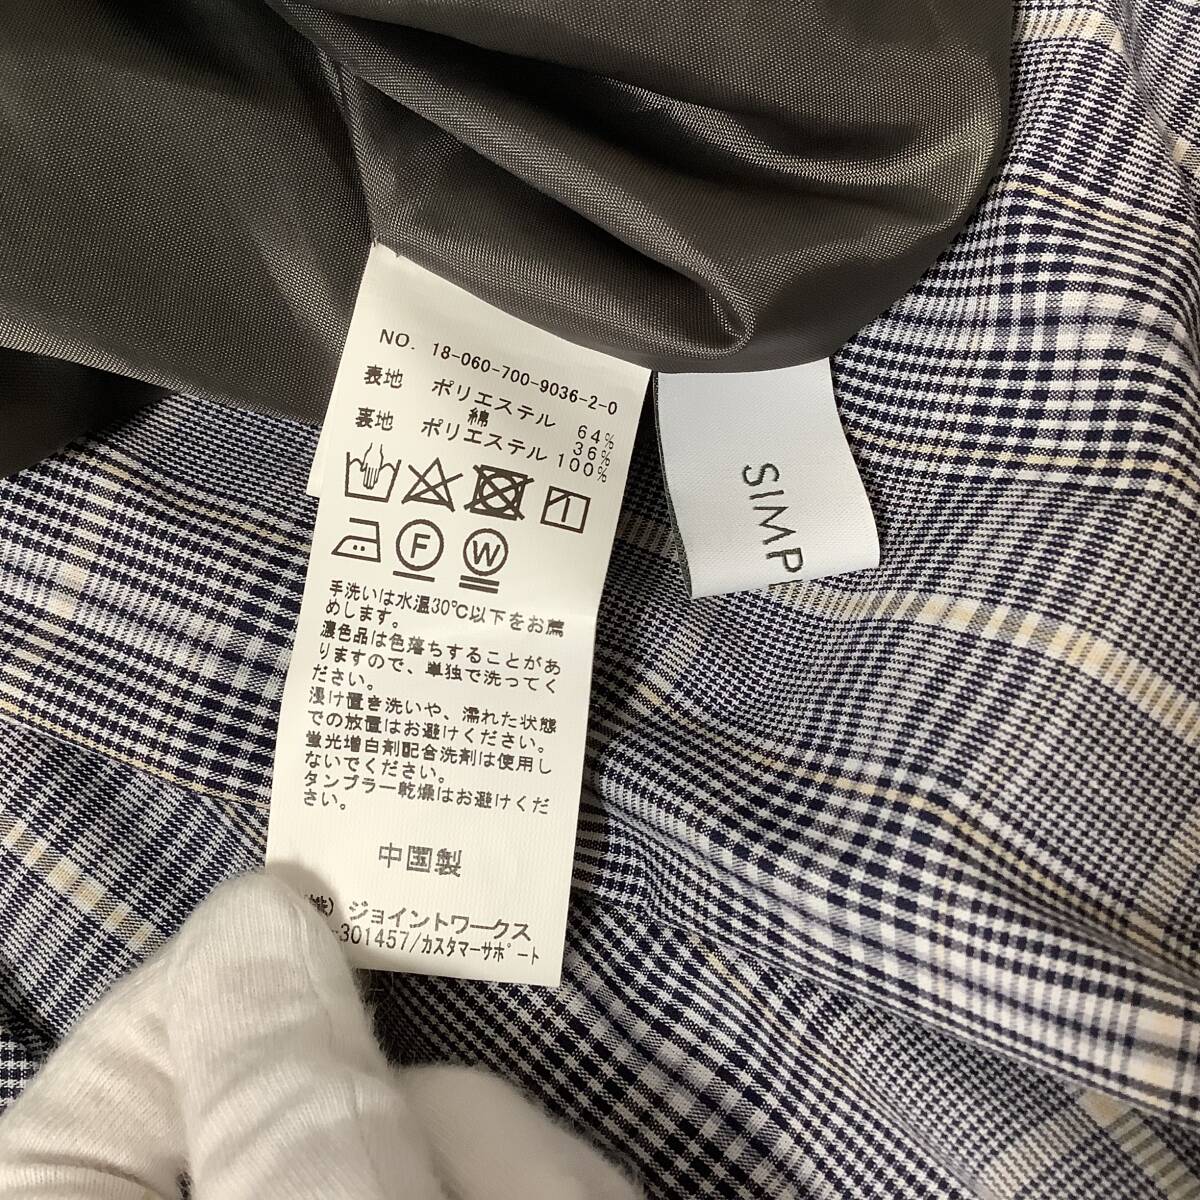 NO. 18-060-700-9036-2-0
表地 ポリエステル 64%
綿 36%
裏地 ポリエステル 100%
F W
手洗いは水温30℃以下をお薦
めします。
濃色品は色落ちすることがあ
りますので、単独で洗ってく
ださい。
浸け置き洗いや、濡れた状態
での放置はお避けください。
蛍光増白剤配合洗剤は使用し
ないでください。
タンブラー乾燥はお避けくだ
さい。
中国製
ジョイントワークス
-301457/カスタマーサポート
SIMP